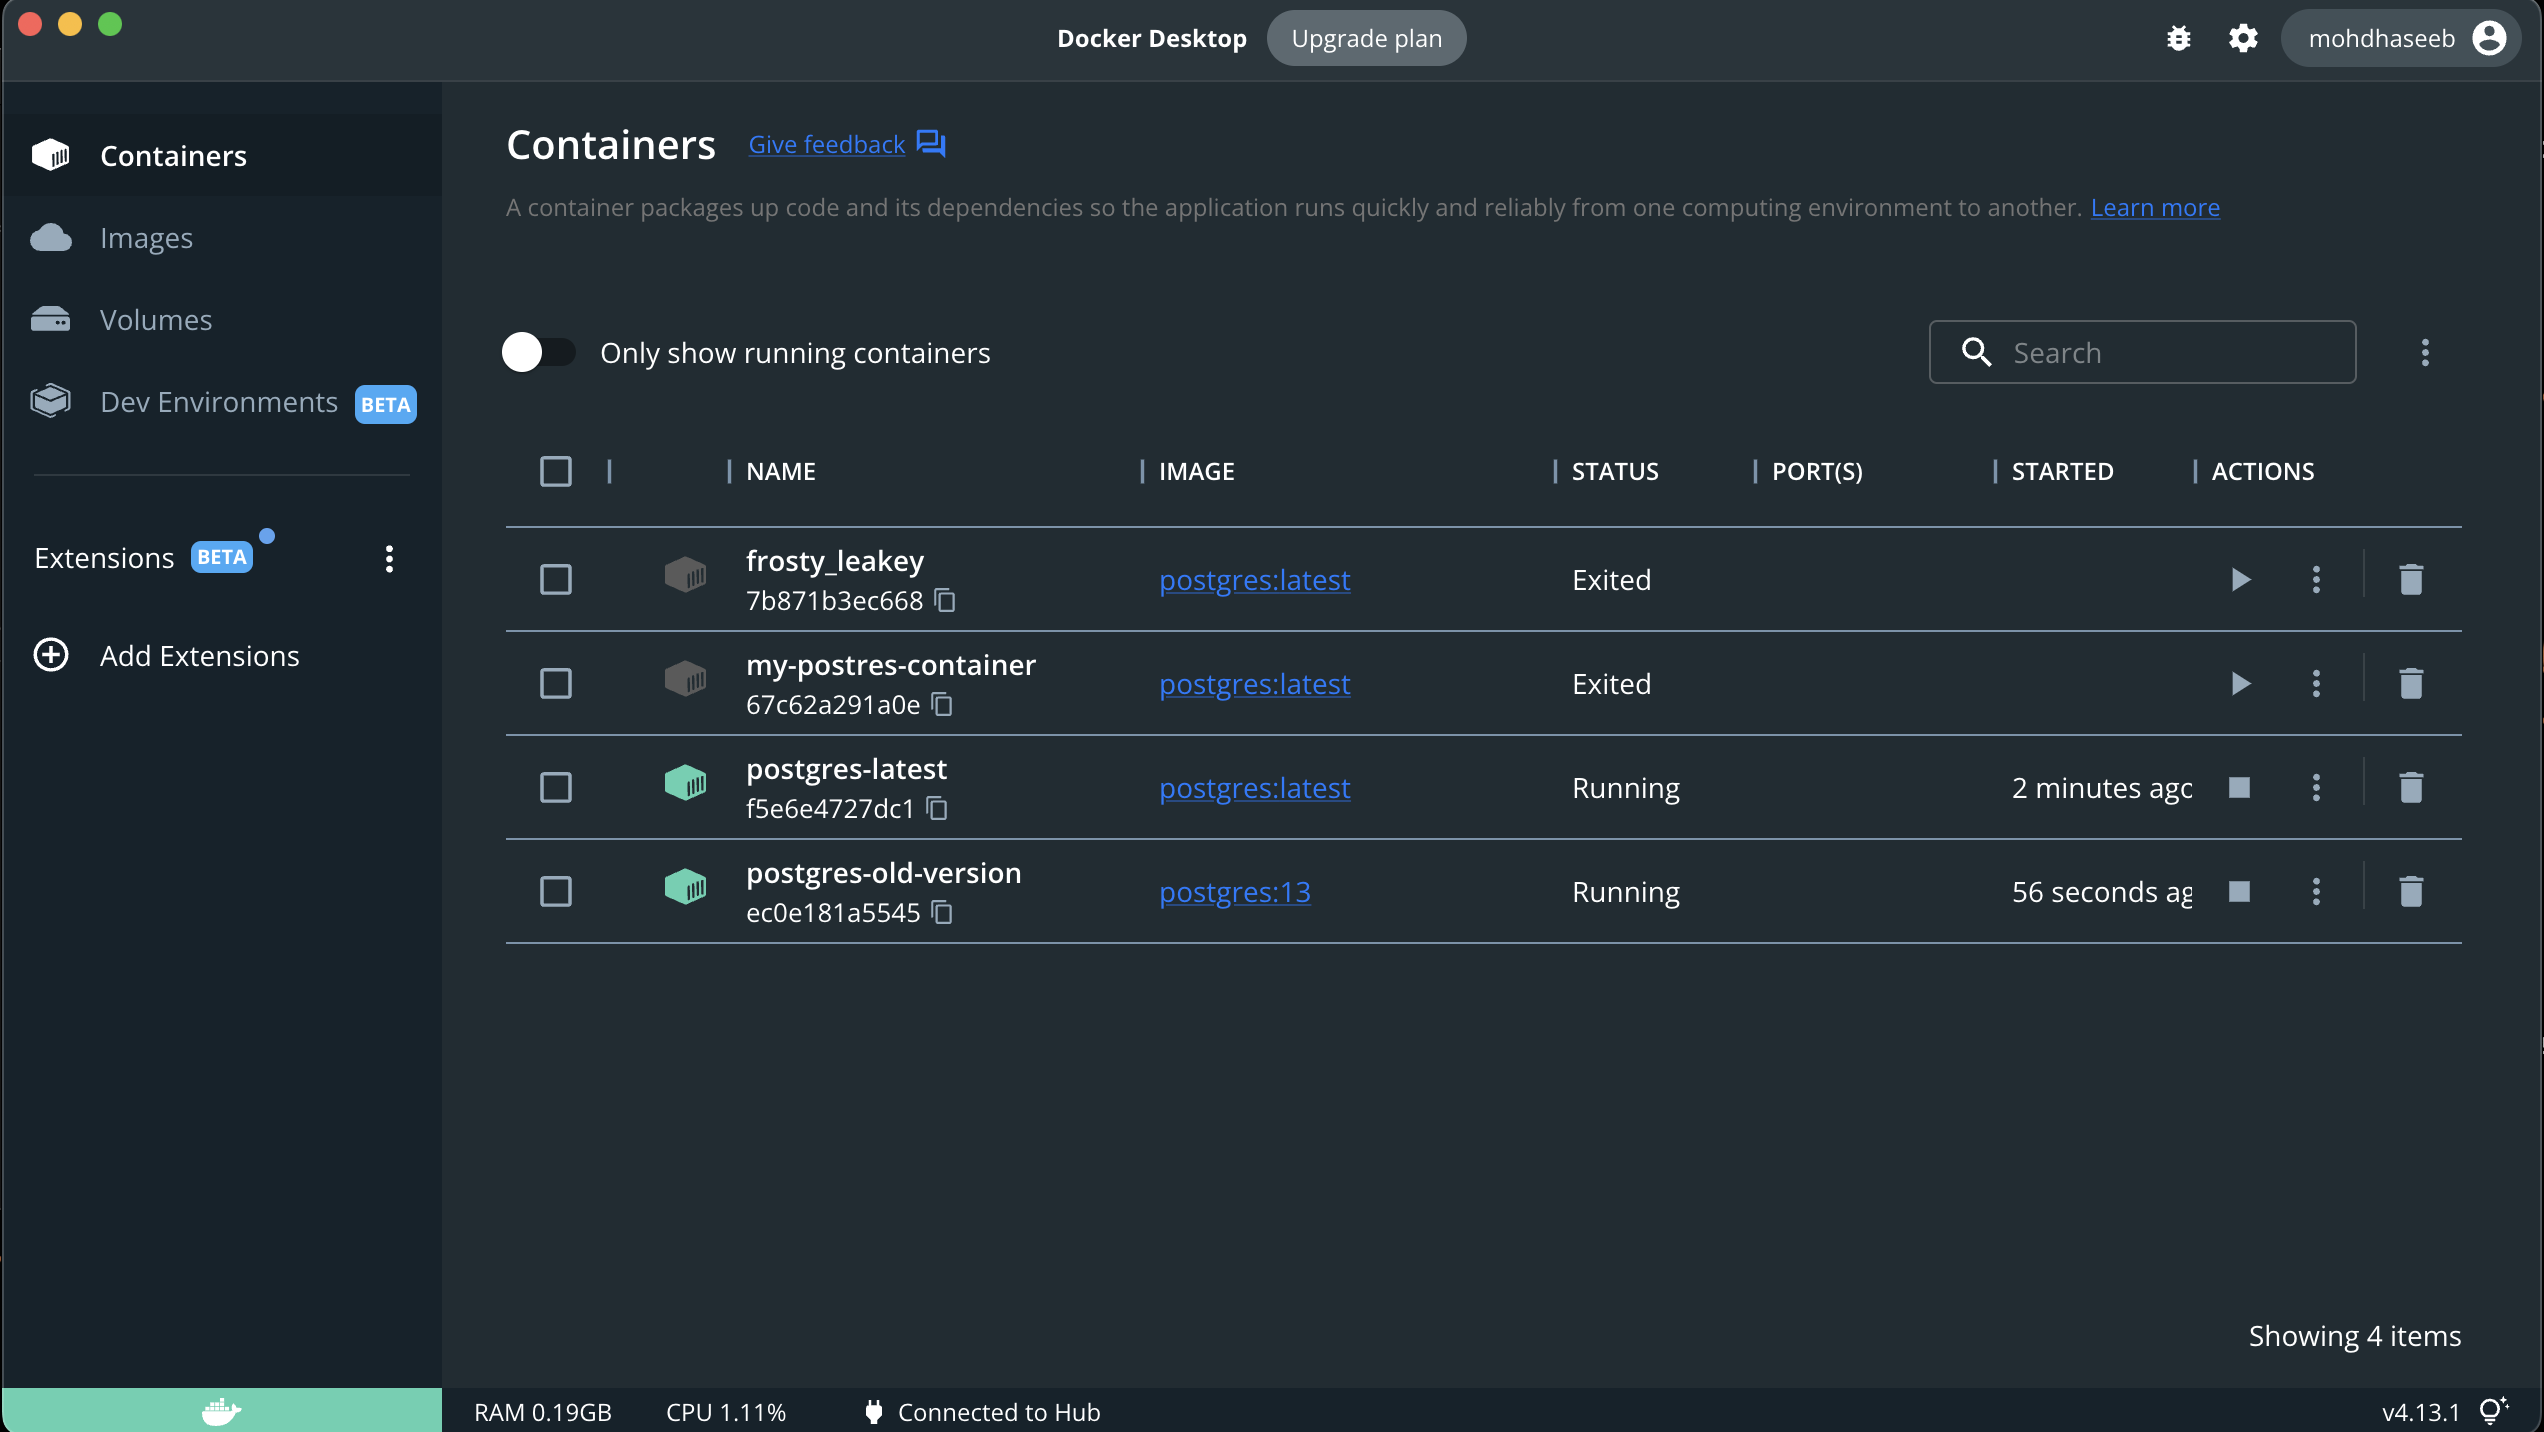 Docker Desktop Upgrade plan mohdhaseeb
Containers
Images
Volumes
Dev Environments BETA
Extensions BETA
Add Extensions
Containers Give feedback
A container packages up code and its dependencies so the application runs quickly and reliably from one computing environment to another. Learn more
Only show running containers Search
NAME IMAGE STATUS PORT(S) STARTED ACTIONS
frosty_leakey
7b871b3ec668
postgres:latest Exited
my-postres-container
67c62a291a0e
postgres:latest Exited
postgres-latest
f5e6e4727dc1
postgres:latest Running 2 minutes ago
postgres-old-version
ec0e181a5545
postgres:13 Running 56 seconds ag
Showing 4 items
RAM 0.19GB CPU 1.11% Connected to Hub v4.13.1